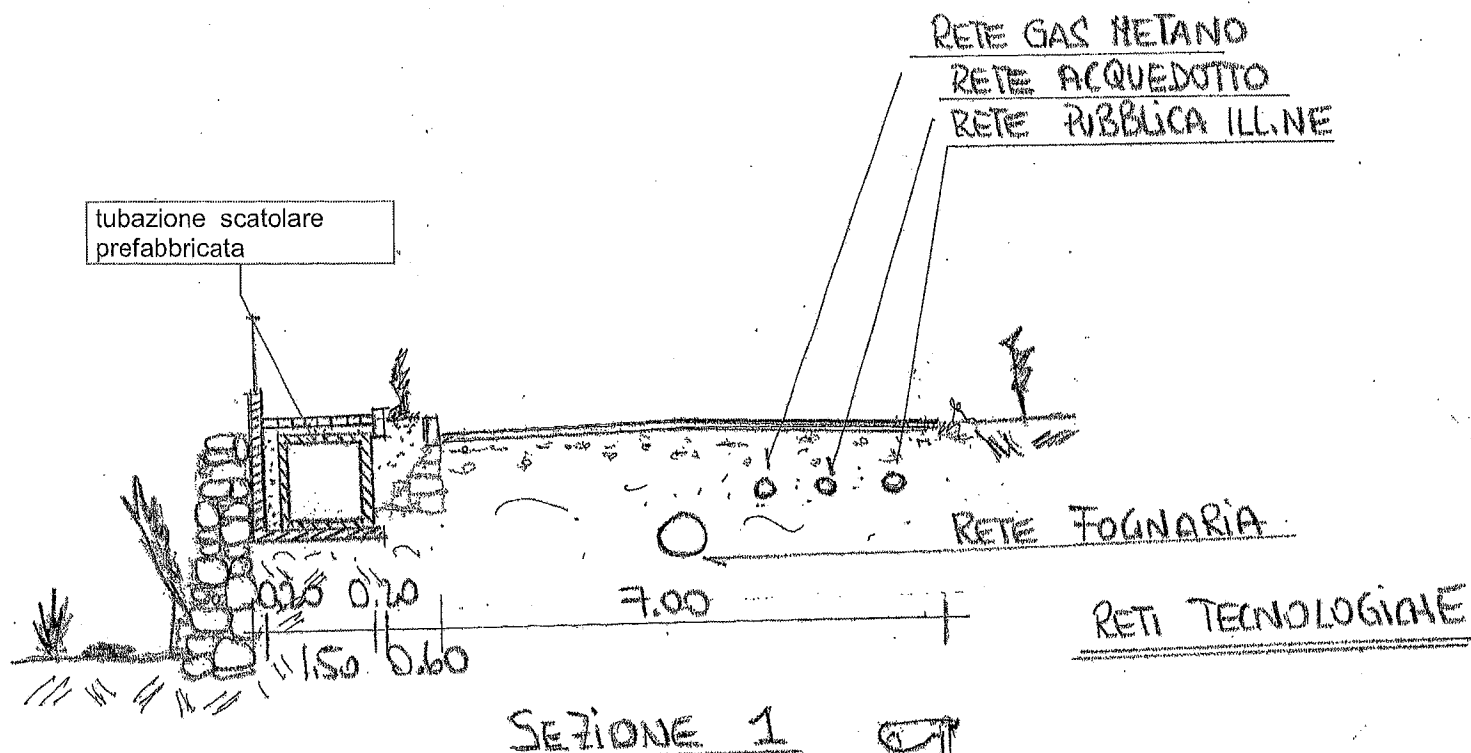 RETE GAS METANO
RETE ACQUEDOTTO
RETE PUBBLICA ILL.NE
tubazione scatolare
prefabbricata
RETE FOGNARIA
0.20 0.20 7.00
1.50 0.60
RETI TECNOLOGICHE
SEZIONE 1